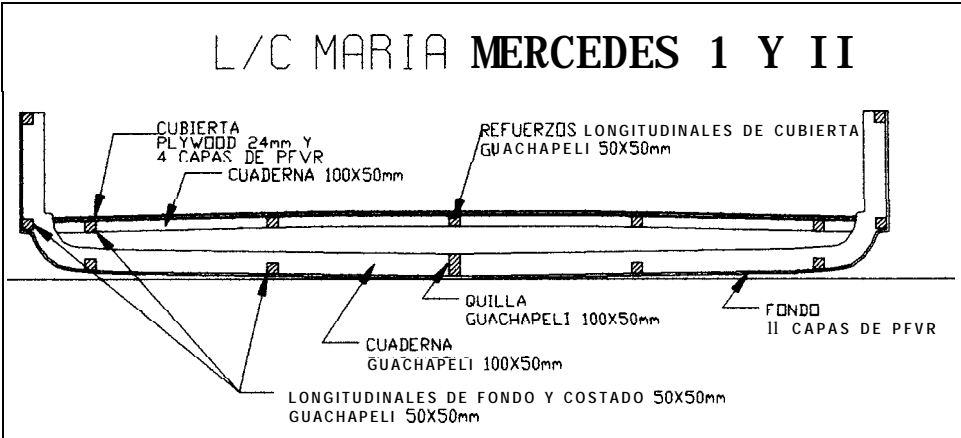 L/C MARIA MERCEDES 1 Y II
CUBIERTA
PLYWOOD 24mm Y
4 CAPAS DE PFVR
CUADERNA 100X50mm
REFUERZOS LONGITUDINALES DE CUBIERTA
GUACHAPELI 50X50mm
QUILLA
GUACHAPELI 100X50mm
FONDO
11 CAPAS DE PFVR
CUADERNA
GUACHAPELI 100X50mm
LONGITUDINALES DE FONDO Y COSTADO 50X50mm
GUACHAPELI 50X50mm